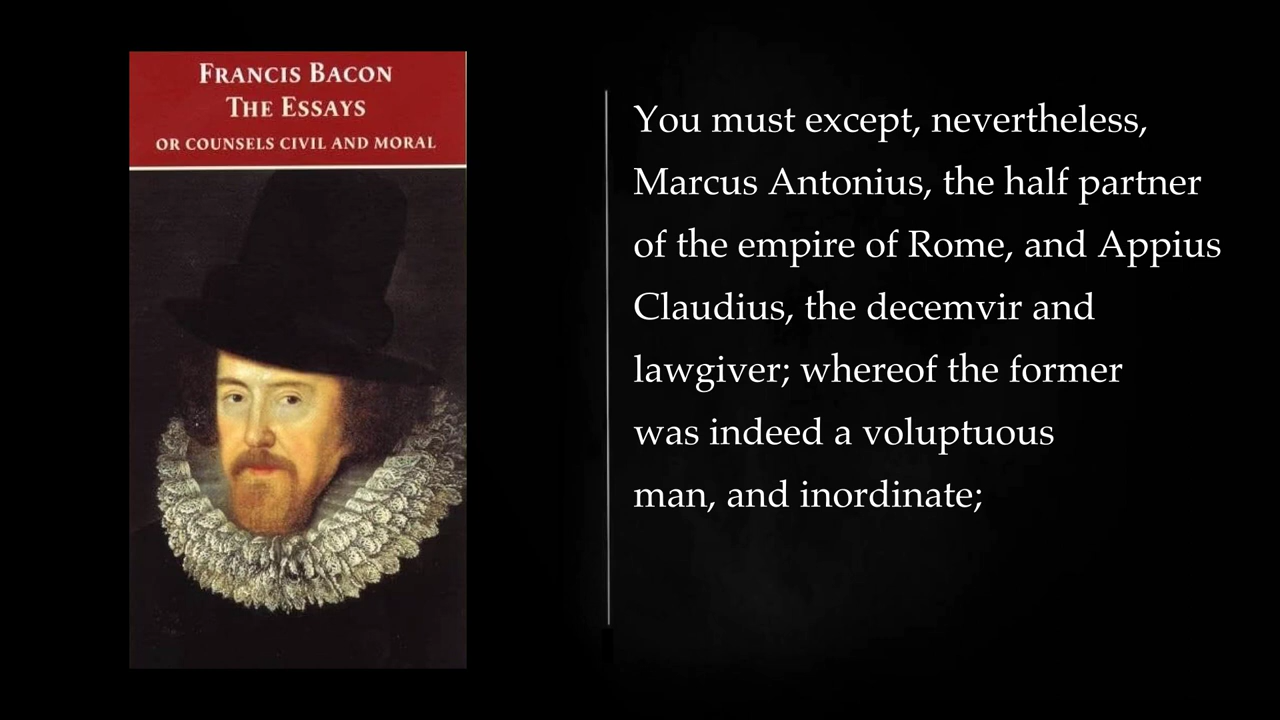 FRANCIS BACON
THE ESSAYS
OR COUNSELS CIVIL AND MORAL
You must except, nevertheless,
Marcus Antonius, the half partner
of the empire of Rome, and Appius
Claudius, the decemvir and
lawgiver; whereof the former
was indeed a voluptuous
man, and inordinate;